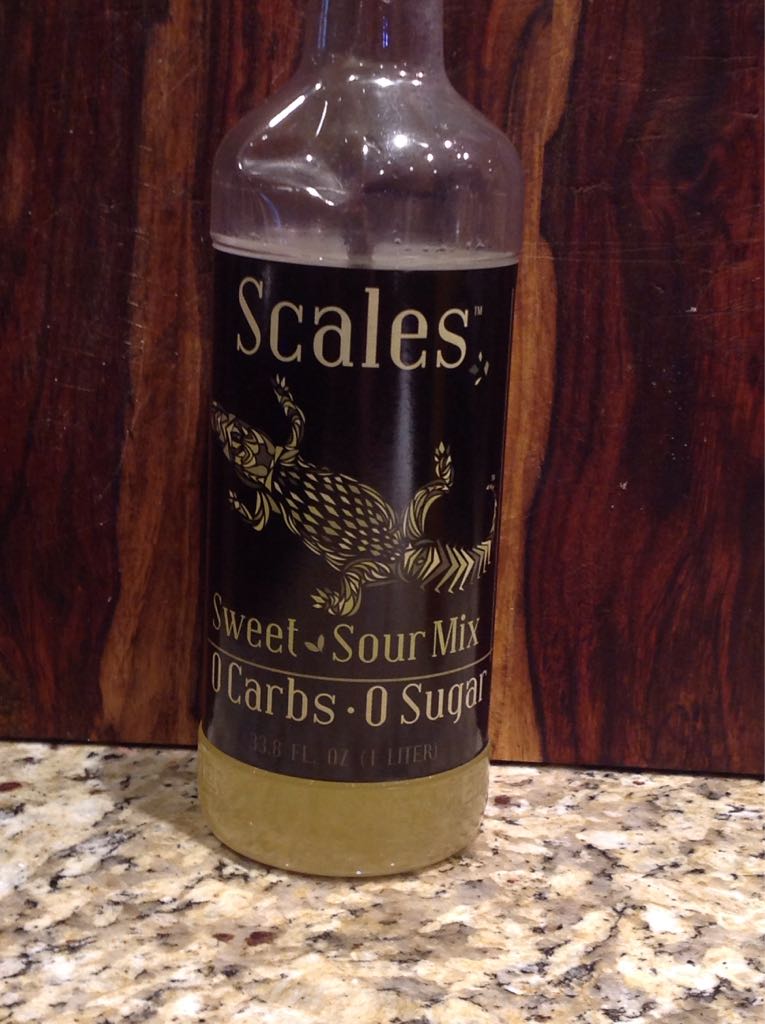 Scales™
Sweet Sour Mix
0 Carbs · 0 Sugar
33.8 FL. OZ (1 LITER)